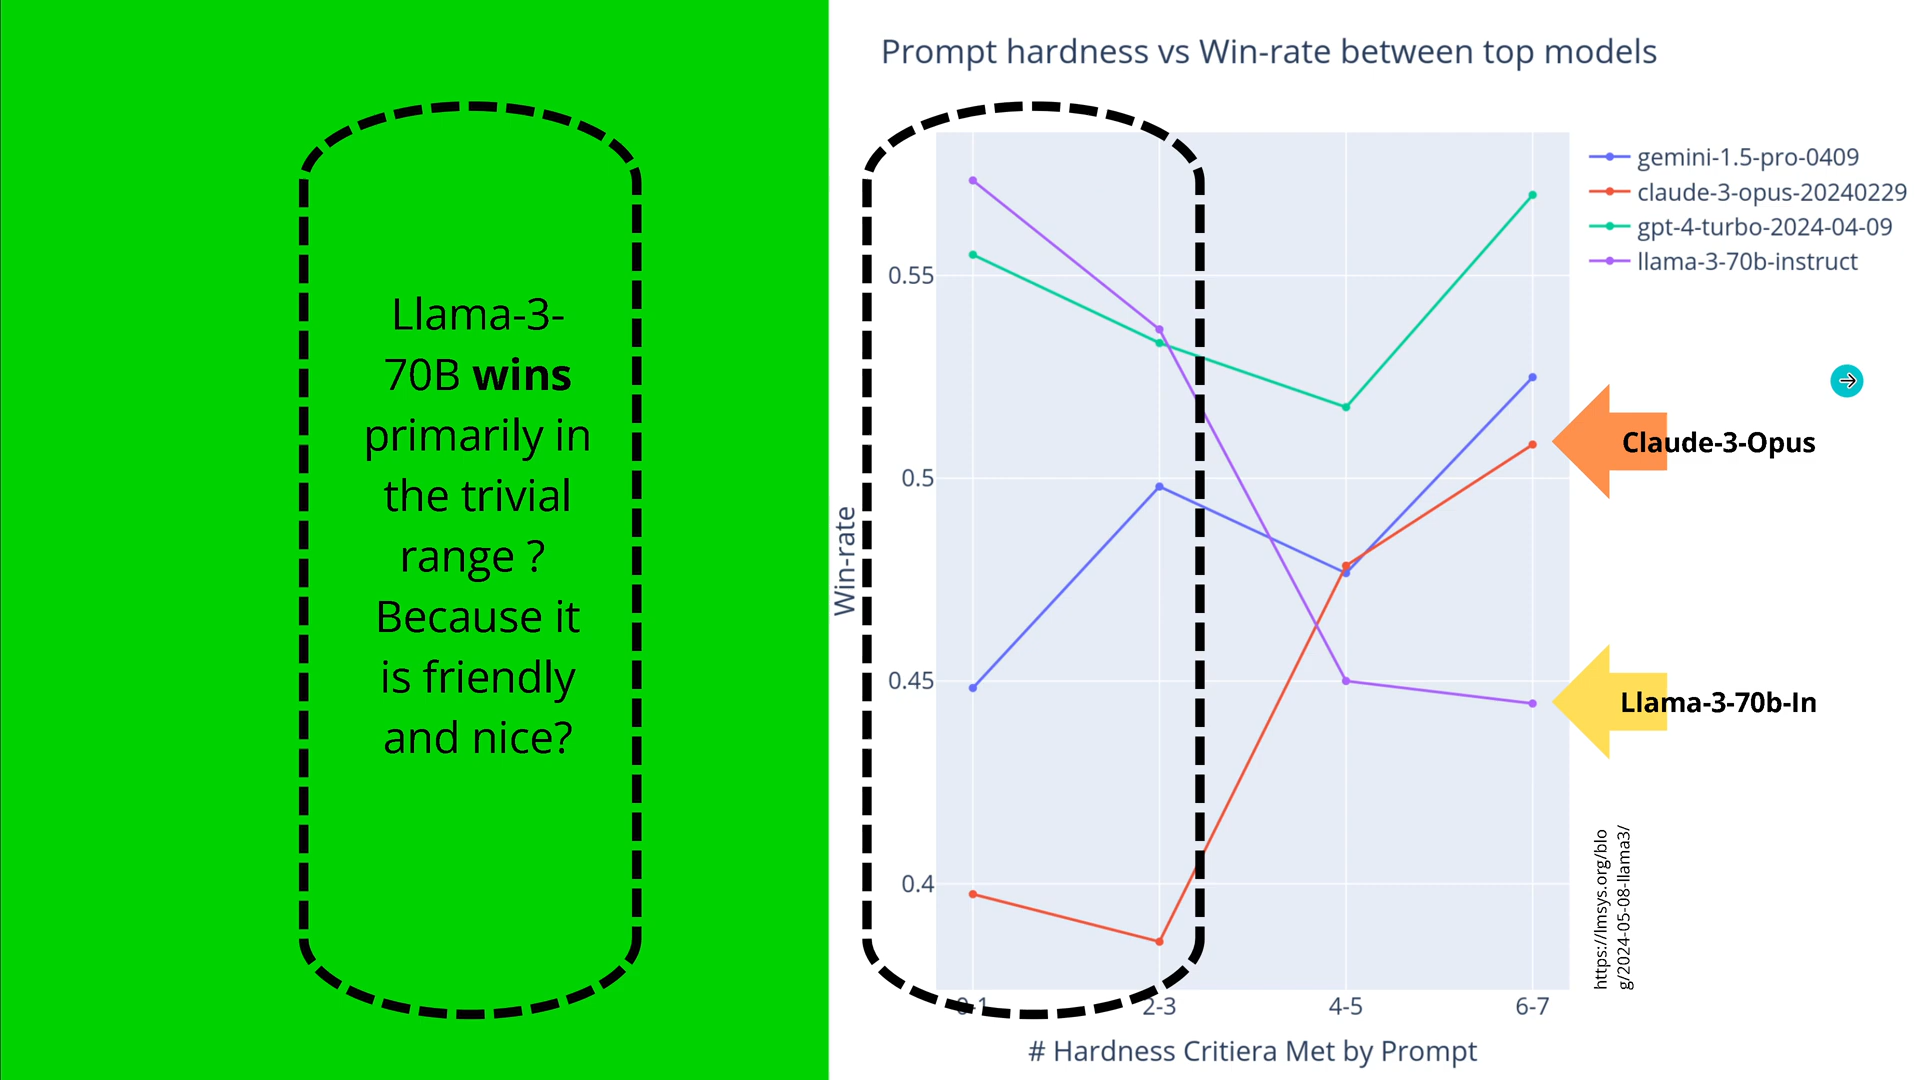 Llama-3-
70B wins
primarily in
the trivial
range ?
Because it
is friendly
and nice?
Prompt hardness vs Win-rate between top models
gemini-1.5-pro-0409
claude-3-opus-20240229
gpt-4-turbo-2024-04-09
llama-3-70b-instruct
0.55
0.5
0.45
0.4
Win-rate
0-1
2-3
4-5
6-7
# Hardness Critiera Met by Prompt
Claude-3-Opus
Llama-3-70b-In
https://lmsys.org/blo
g/2024-05-08-llama3/